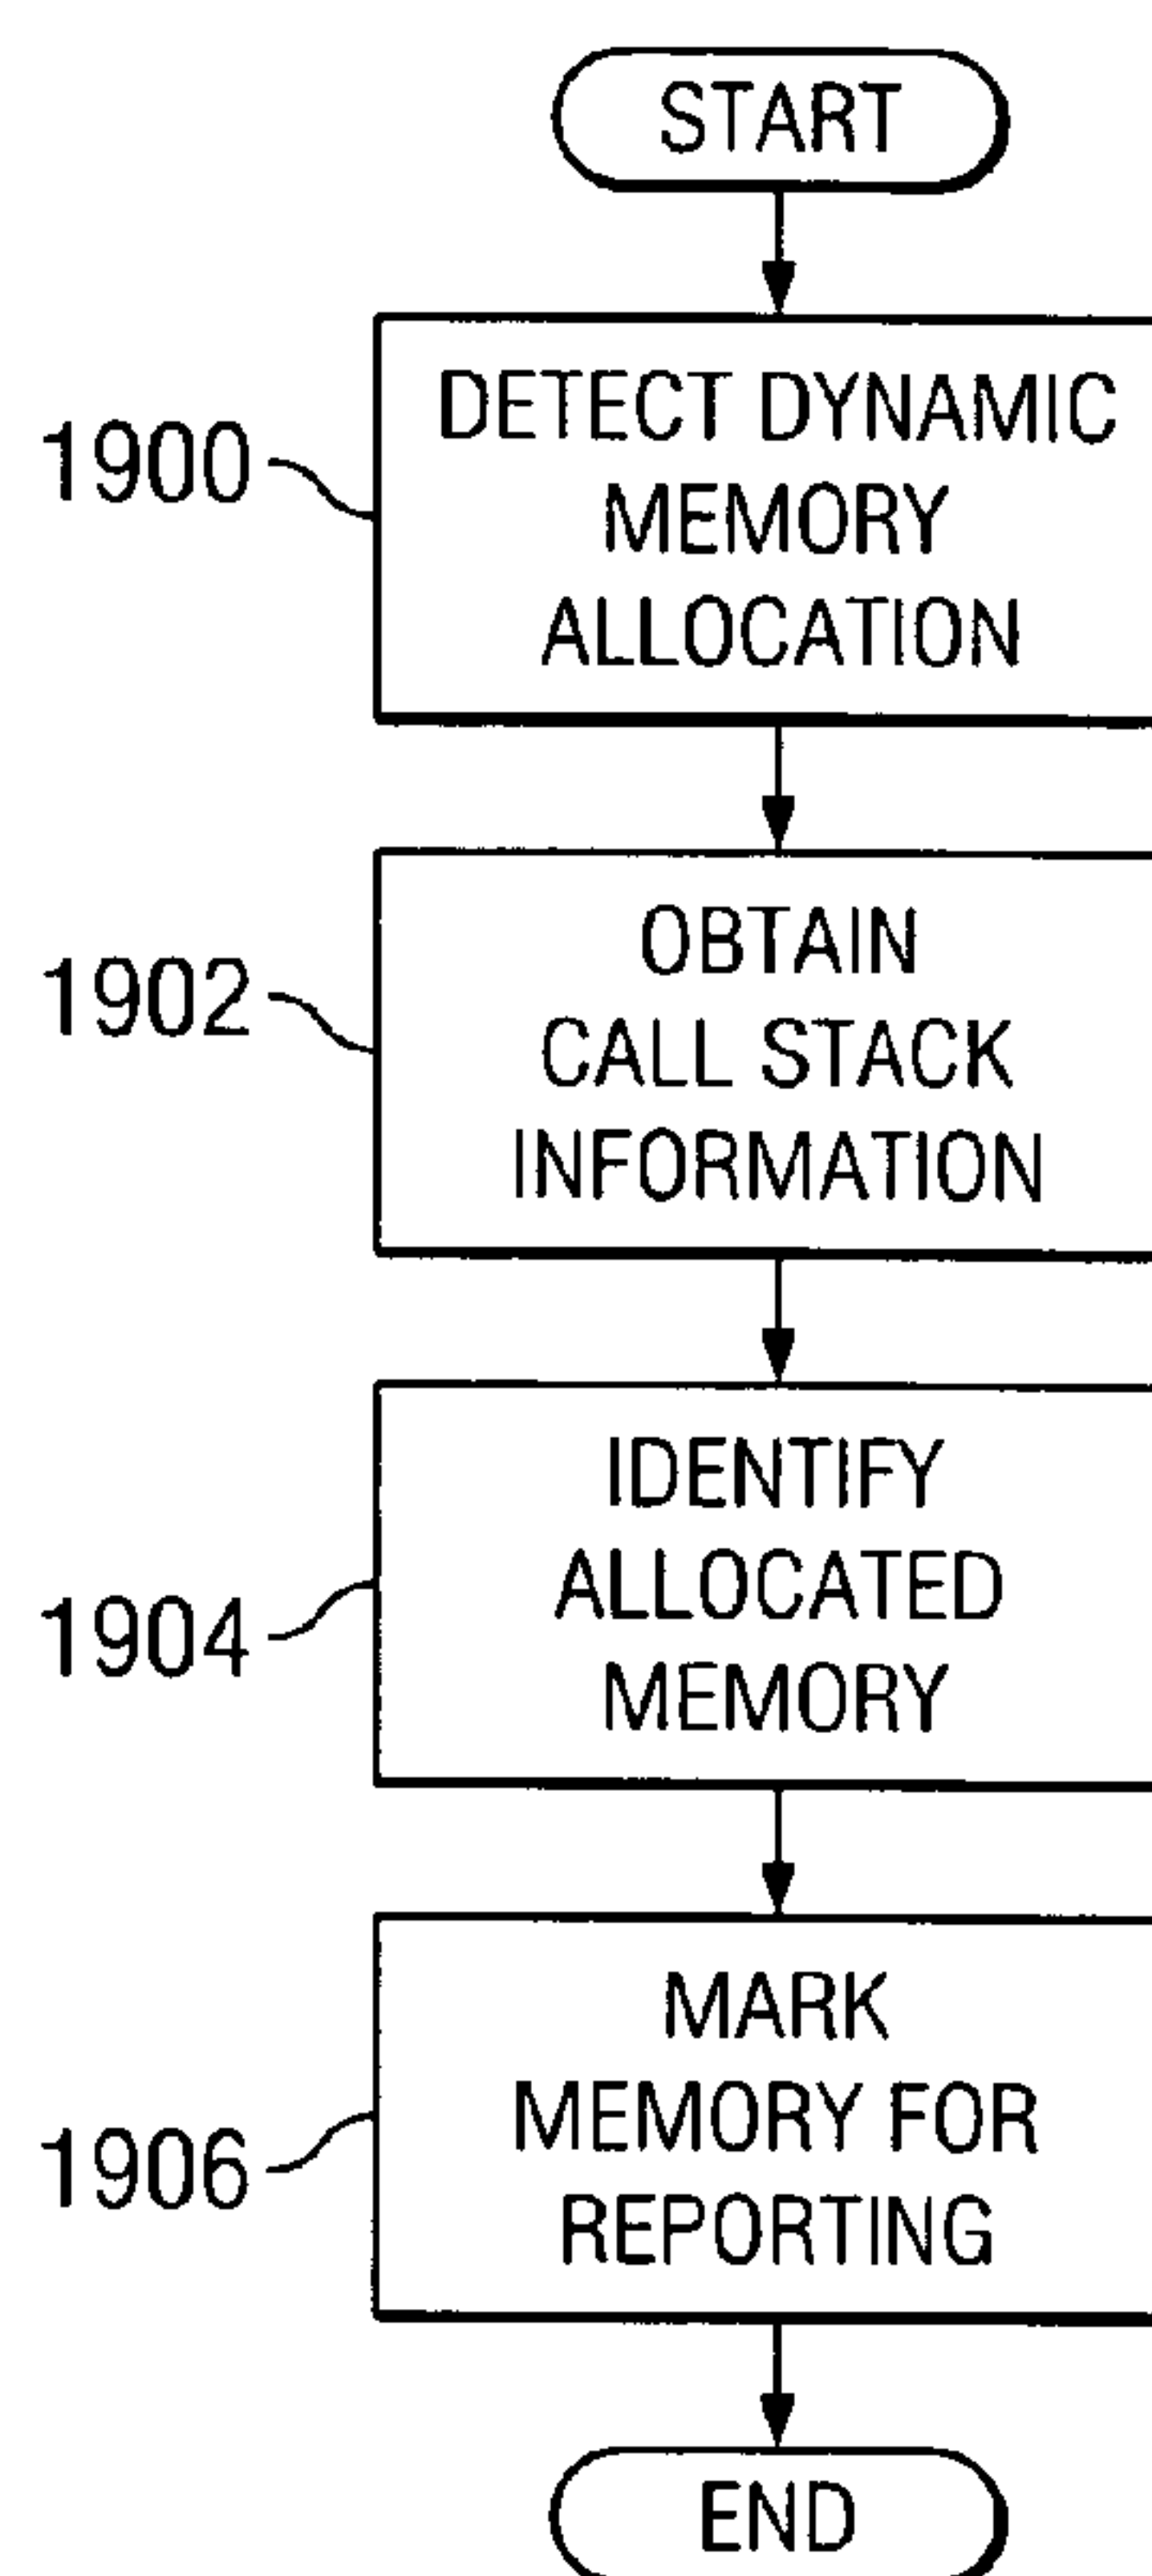 START
1900
DETECT DYNAMIC
MEMORY
ALLOCATION
1902
OBTAIN
CALL STACK
INFORMATION
1904
IDENTIFY
ALLOCATED
MEMORY
1906
MARK
MEMORY FOR
REPORTING
END